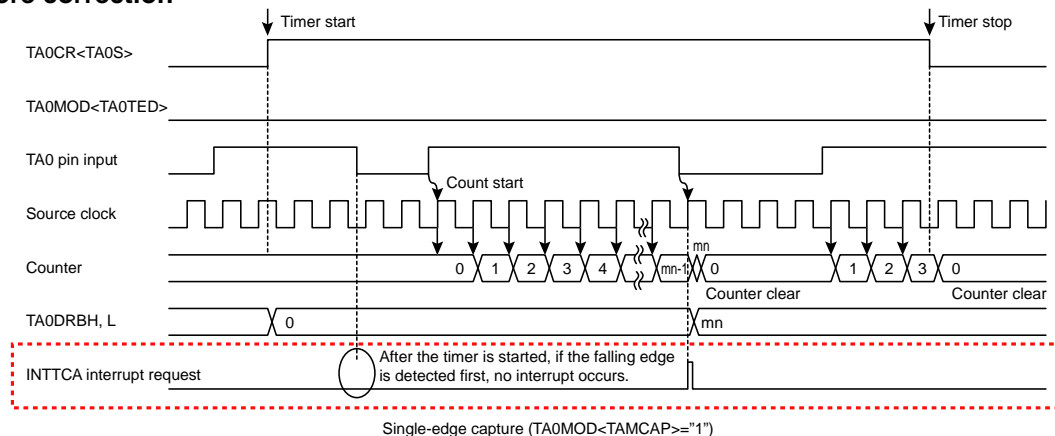 Timer start
Timer stop
TA0CR<TA0S>
TA0MOD<TA0TED>
TA0 pin input
Count start
Source clock
mn
Counter
0 1 2 3 4 mn-1 0 1 2 3 0
Counter clear Counter clear
TA0DRBH, L
0 mn
After the timer is started, if the falling edge
is detected first, no interrupt occurs.
INTTCA interrupt request
Single-edge capture (TA0MOD<TAMCAP>="1")